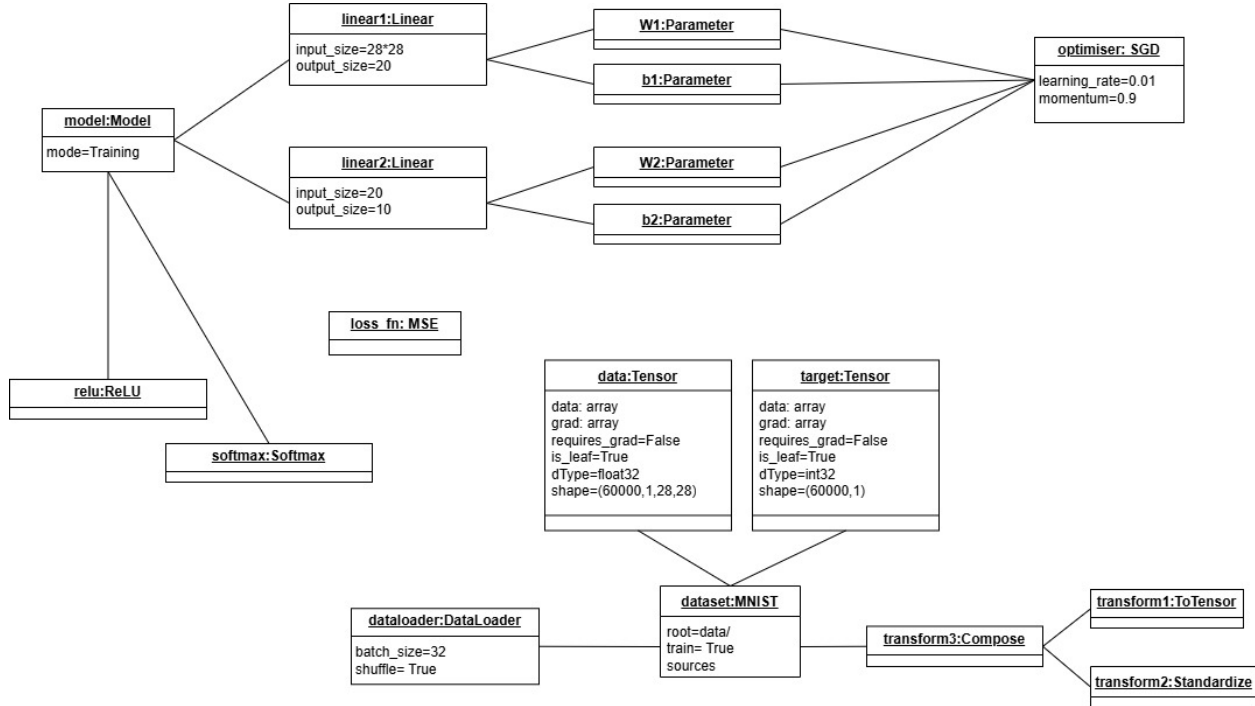 linear1:Linear
input_size=28*28
output_size=20
W1:Parameter
b1:Parameter
optimiser: SGD
learning_rate=0.01
momentum=0.9
model:Model
mode=Training
linear2:Linear
input_size=20
output_size=10
W2:Parameter
b2:Parameter
loss_fn: MSE
relu:ReLU
softmax:Softmax
data:Tensor
data: array
grad: array
requires_grad=False
is_leaf=True
dType=float32
shape=(60000,1,28,28)
target:Tensor
data: array
grad: array
requires_grad=False
is_leaf=True
dType=int32
shape=(60000,1)
dataloader:DataLoader
batch_size=32
shuffle= True
dataset:MNIST
root=data/
train= True
sources
transform3:Compose
transform1:ToTensor
transform2:Standardize